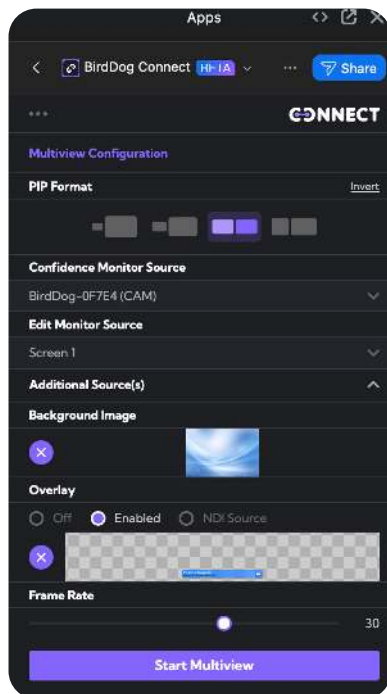 Apps
BirdDog Connect
Share
CONNECT
Multiview Configuration
PIP Format
Invert
Confidence Monitor Source
BirdDog-0F7E4 (CAM)
Edit Monitor Source
Screen 1
Additional Source(s)
Background Image
Overlay
Off Enabled NDI Source
Frame Rate
30
Start Multiview